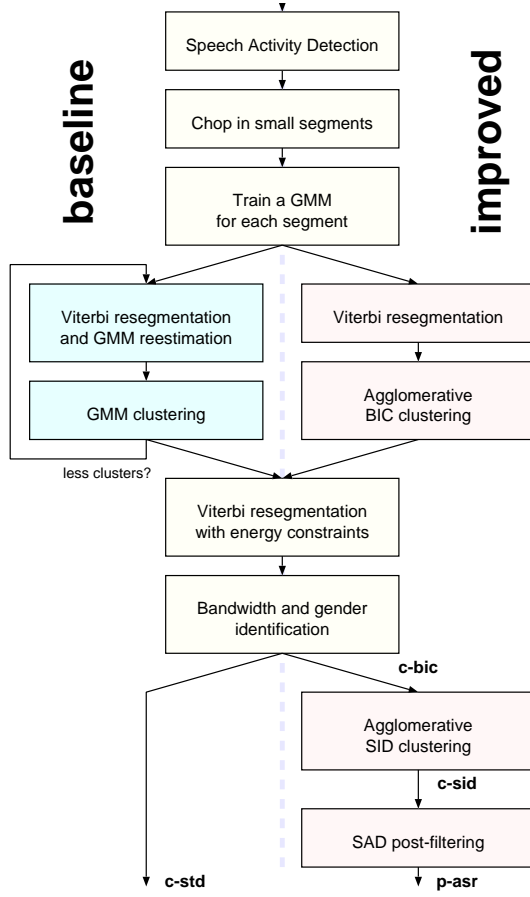 Speech Activity Detection
baseline
improved
Chop in small segments
Train a GMM
for each segment
Viterbi resegmentation
and GMM reestimation
Viterbi resegmentation
GMM clustering
Agglomerative
BIC clustering
less clusters?
Viterbi resegmentation
with energy constraints
Bandwidth and gender
identification
c-bic
Agglomerative
SID clustering
c-sid
SAD post-filtering
c-std
p-asr